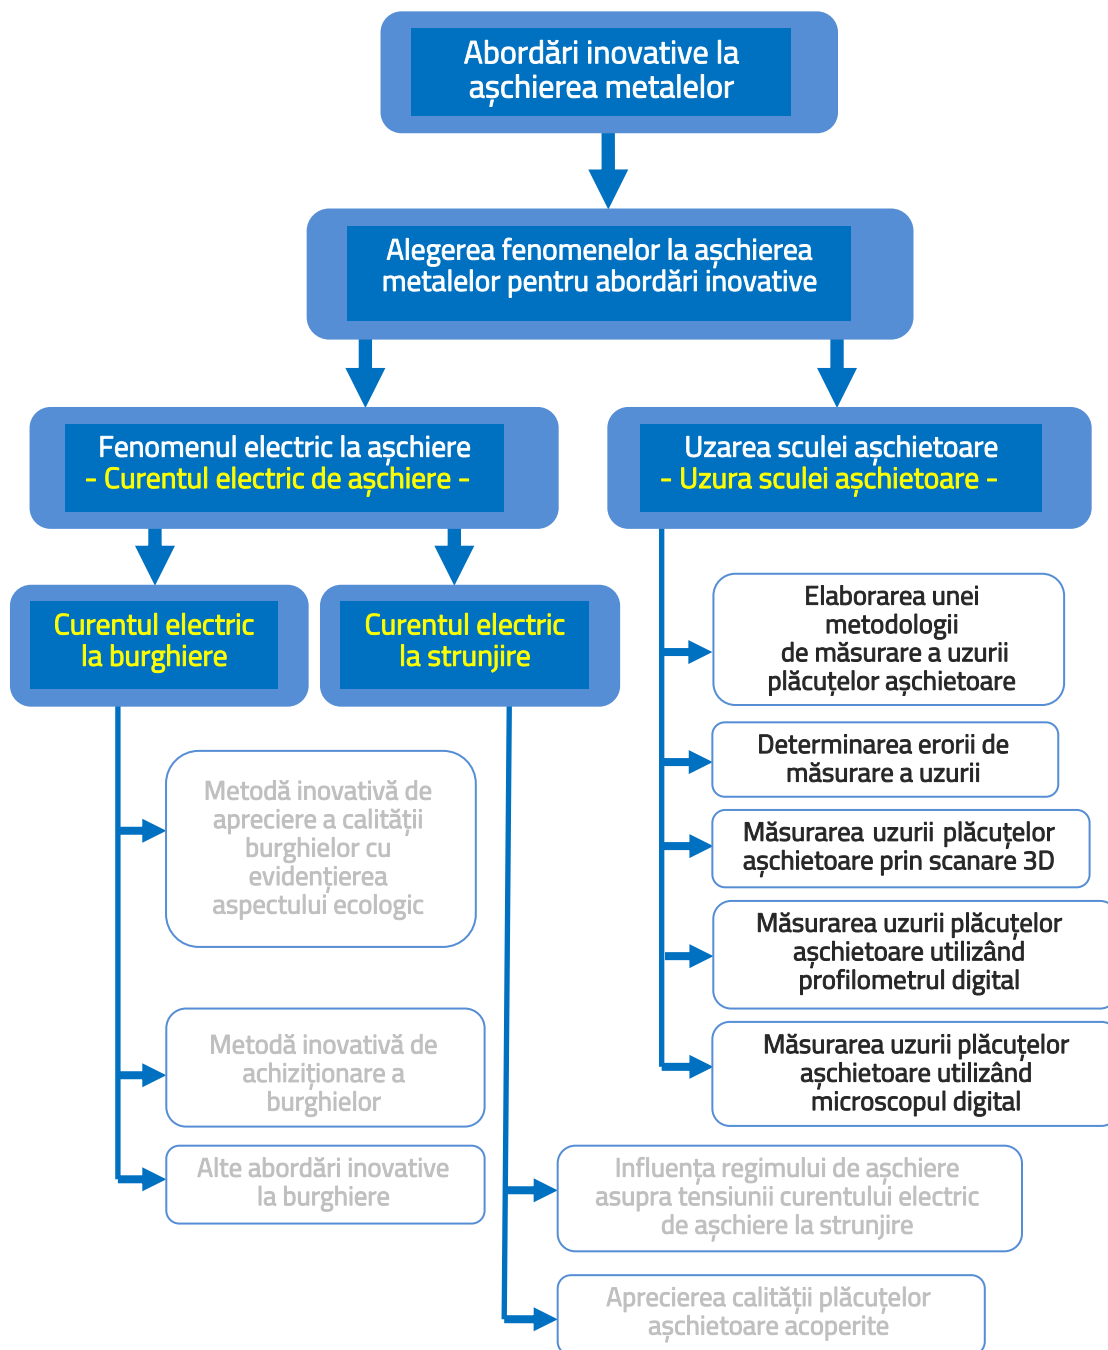 Abordări inovative la
așchierea metalelor
Alegerea fenomenelor la așchierea
metalelor pentru abordări inovative
Fenomenul electric la așchiere
- Curentul electric de așchiere -
Uzarea sculei așchietoare
- Uzura sculei așchietoare -
Curentul electric
la burghiere
Curentul electric
la strunjire
Elaborarea unei
metodologii
de măsurare a uzurii
plăcuțelor așchietoare
Determinarea erorii de
măsurare a uzurii
Măsurarea uzurii plăcuțelor
așchietoare prin scanare 3D
Măsurarea uzurii plăcuțelor
așchietoare utilizând
profilometrul digital
Măsurarea uzurii plăcuțelor
așchietoare utilizând
microscopul digital
Metodă inovativă de
apreciere a calității
burghielor cu
evidențierea
aspectului ecologic
Metodă inovativă de
achiziționare a
burghielor
Alte abordări inovative
la burghiere
Influența regimului de așchiere
asupra tensiunii curentului electric
de așchiere la strunjire
Aprecierea calității plăcuțelor
așchietoare acoperite